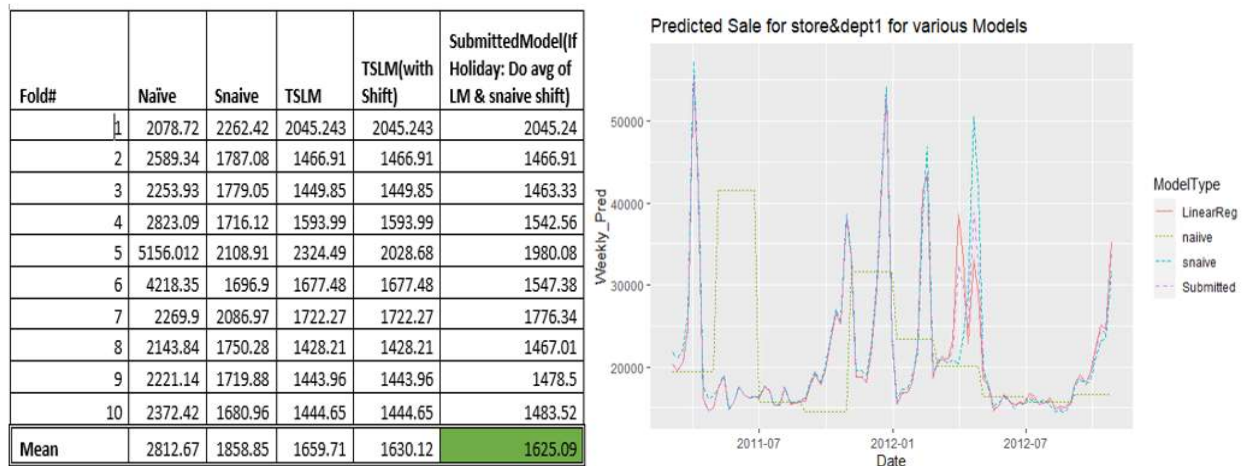 Fold# Naïve Snaive TSLM TSLM(with Shift) SubmittedModel(If Holiday: Do avg of LM & snaive shift)
1 2078.72 2262.42 2045.243 2045.243 2045.24
2 2589.34 1787.08 1466.91 1466.91 1466.91
3 2253.93 1779.05 1449.85 1449.85 1463.33
4 2823.09 1716.12 1593.99 1593.99 1542.56
5 5156.012 2108.91 2324.49 2028.68 1980.08
6 4218.35 1696.9 1677.48 1677.48 1547.38
7 2269.9 2086.97 1722.27 1722.27 1776.34
8 2143.84 1750.28 1428.21 1428.21 1467.01
9 2221.14 1719.88 1443.96 1443.96 1478.5
10 2372.42 1680.96 1444.65 1444.65 1483.52
Mean 2812.67 1858.85 1659.71 1630.12 1625.09
Predicted Sale for store&dept1 for various Models
Weekly_Pred
50000
40000
30000
20000
2011-07 2012-01 2012-07
Date
ModelType
LinearReg
naiive
snaive
Submitted